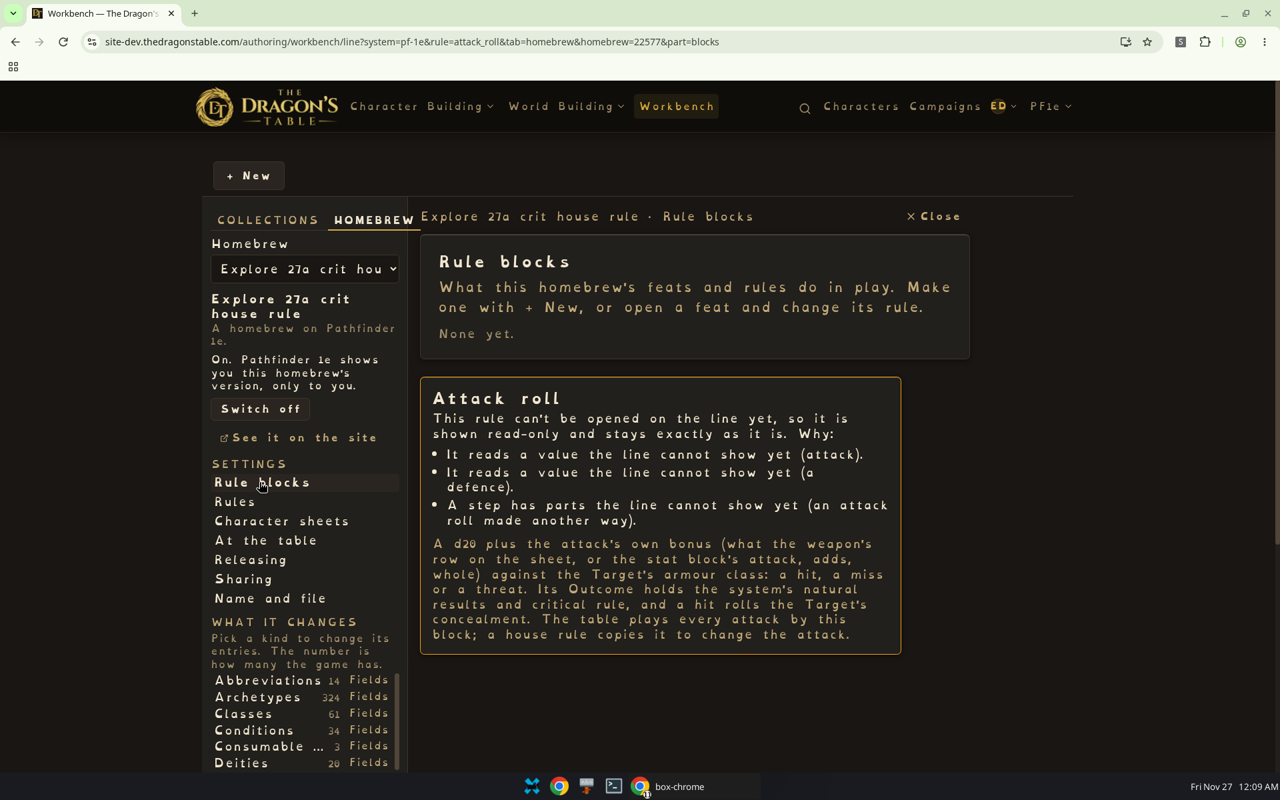 Workbench — The Dragon's
site-dev.thedragonstable.com/authoring/workbench/line?system=pf-1e&rule=attack_roll&tab=homebrew&homebrew=22577&part=blocks
THE DRAGON'S TABLE
Character Building
World Building
Workbench
Characters
Campaigns
ED
PF1e
+ New
COLLECTIONS
HOMEBREW
Homebrew
Explore 27a crit hou
Explore 27a crit
house rule
A homebrew on Pathfinder
1e.
On. Pathfinder 1e shows
you this homebrew's
version, only to you.
Switch off
See it on the site
SETTINGS
Rule blocks
Rules
Character sheets
At the table
Releasing
Sharing
Name and file
WHAT IT CHANGES
Pick a kind to change its
entries. The number is
how many the game has.
Abbreviations 14 Fields
Archetypes 324 Fields
Classes 61 Fields
Conditions 34 Fields
Consumable ... 3 Fields
Deities 20 Fields
Explore 27a crit house rule · Rule blocks
× Close
Rule blocks
What this homebrew's feats and rules do in play. Make
one with + New, or open a feat and change its rule.
None yet.
Attack roll
This rule can't be opened on the line yet, so it is
shown read-only and stays exactly as it is. Why:
• It reads a value the line cannot show yet (attack).
• It reads a value the line cannot show yet (a
defence).
• A step has parts the line cannot show yet (an attack
roll made another way).
A d20 plus the attack's own bonus (what the weapon's
row on the sheet, or the stat block's attack, adds,
whole) against the Target's armour class: a hit, a miss
or a threat. Its Outcome holds the system's natural
results and critical rule, and a hit rolls the Target's
concealment. The table plays every attack by this
block; a house rule copies it to change the attack.
box-chrome
Fri Nov 27 12:09 AM